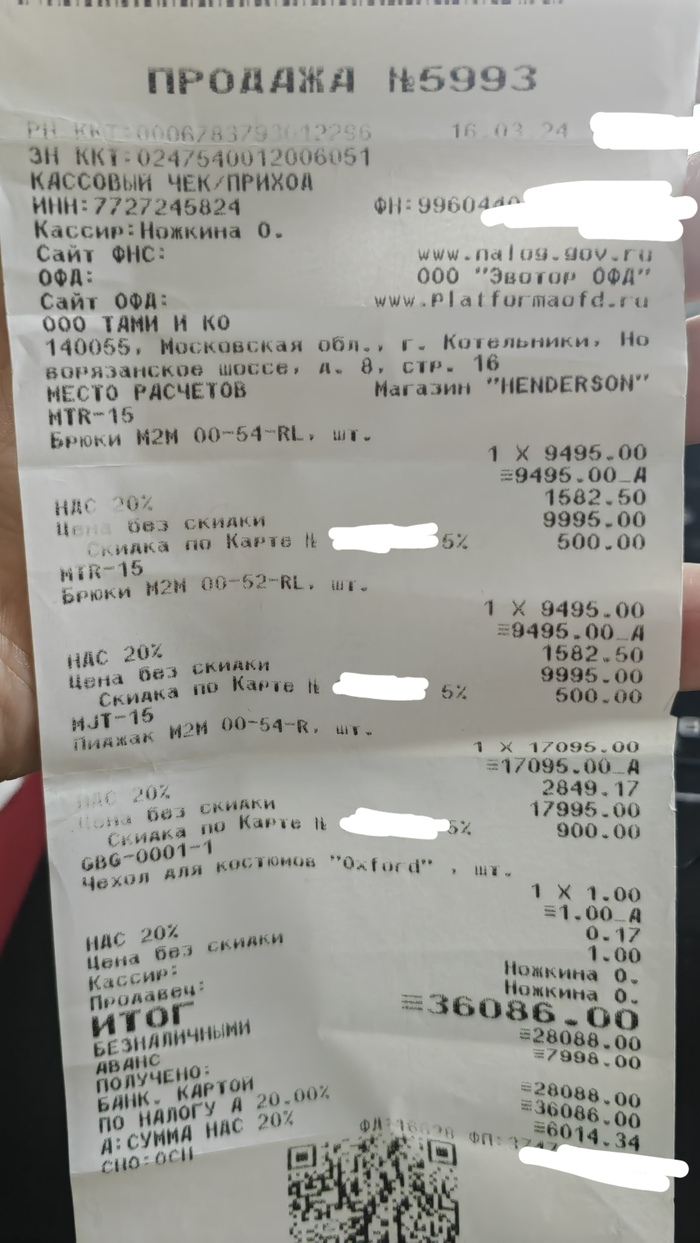 ПРОДАЖА №5993
РН ККТ:0006783793012296 16.03.24
ЗН ККТ:0247540012006051
КАССОВЫЙ ЧЕК/ПРИХОД
ИНН:7727245824 ФН:9960440
Кассир:Ножкина О.
Сайт ФНС: www.nalog.gov.ru
ОФД: ООО "Эвотор ОФД"
Сайт ОФД: www.Platformaofd.ru
ООО ТАМИ И КО
140055, Московская обл., г. Котельники, Но
ворязанское шоссе, д. 8, стр. 16
МЕСТО РАСЧЕТОВ Магазин "HENDERSON"
MTR-15
Брюки M2M 00-54-RL, шт.
1 X 9495.00
≡9495.00_А
НДС 20% 1582.50
Цена без скидки 9995.00
Скидка по Карте № 5% 500.00
MTR-15
Брюки M2M 00-52-RL, шт.
1 X 9495.00
≡9495.00_А
НДС 20% 1582.50
Цена без скидки 9995.00
Скидка по Карте № 5% 500.00
MJT-15
Пиджак M2M 00-54-R, шт.
1 X 17095.00
≡17095.00_А
НДС 20% 2849.17
Цена без скидки 17995.00
Скидка по Карте № 5% 900.00
GBG-0001-1
Чехол для костюмов "Oxford" , шт.
1 X 1.00
≡1.00_А
НДС 20% 0.17
Цена без скидки 1.00
Кассир: Ножкина О.
Продавец: Ножкина О.
ИТОГ ≡36086.00
БЕЗНАЛИЧНЫМИ ≡28088.00
АВАНС ≡7998.00
ПОЛУЧЕНО:
БАНК. КАРТОЙ ≡28088.00
ПО НАЛОГУ А 20.00% ≡36086.00
А:СУММА НДС 20% ≡6014.34
СНО:ОСН ФД: ФП: